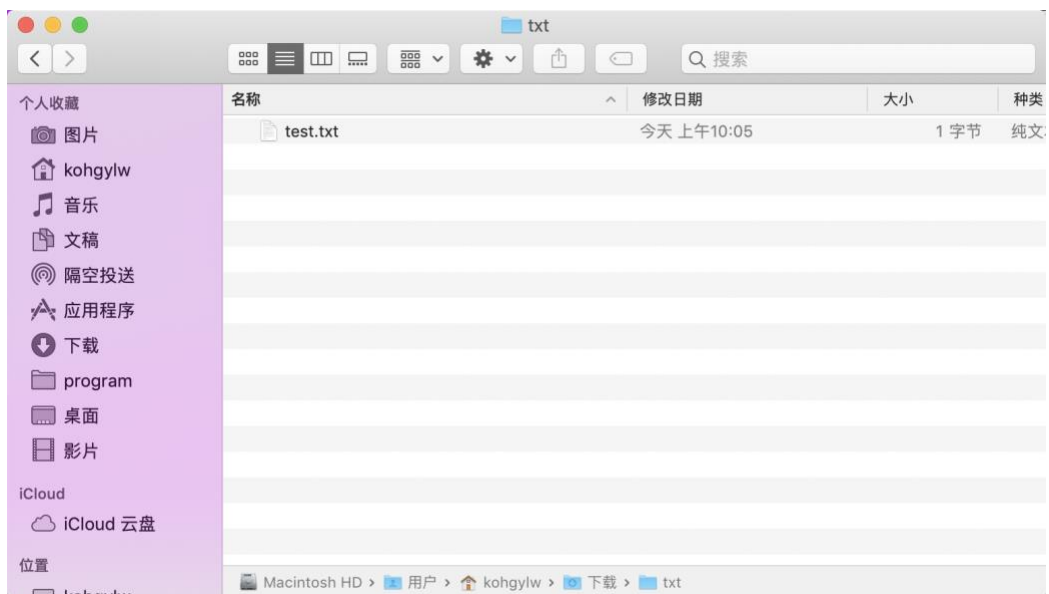 txt
搜索
个人收藏
图片
kohgylw
音乐
文稿
隔空投送
应用程序
下载
program
桌面
影片
iCloud
iCloud 云盘
位置
名称 修改日期 大小 种类
test.txt 今天 上午10:05 1 字节 纯文
Macintosh HD › 用户 › kohgylw › 下载 › txt